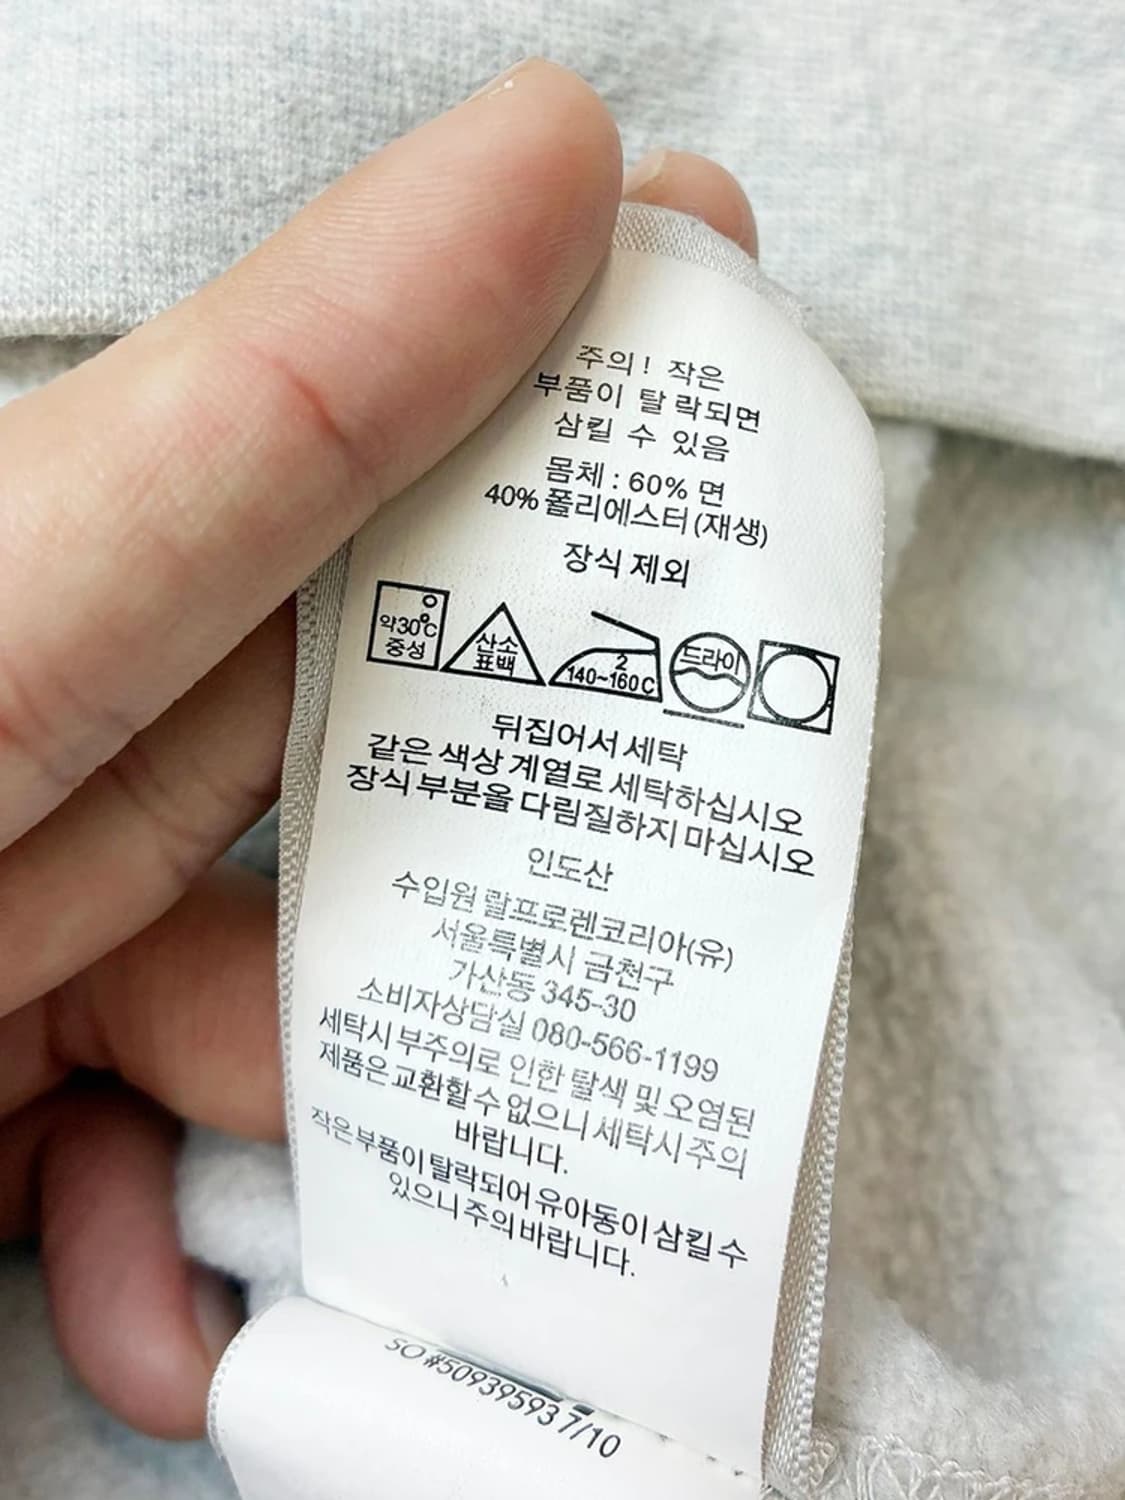 주의! 작은
부품이 탈락되면
삼킬 수 있음
몸체 : 60% 면
40% 폴리에스터(재생)
장식 제외
약30℃
중성
산소
표백
2
140~160C
드라이
뒤집어서 세탁
같은 색상 계열로 세탁하십시오
장식 부분을 다림질하지 마십시오
인도산
수입원 랄프로렌코리아(유)
서울특별시 금천구
가산동 345-30
소비자상담실 080-566-1199
세탁시 부주의로 인한 탈색 및 오염된
제품은 교환할 수 없으니 세탁시 주의
바랍니다.
작은 부품이 탈락되어 유아동이 삼킬 수
있으니 주의 바랍니다.
SO #50939593 7/10